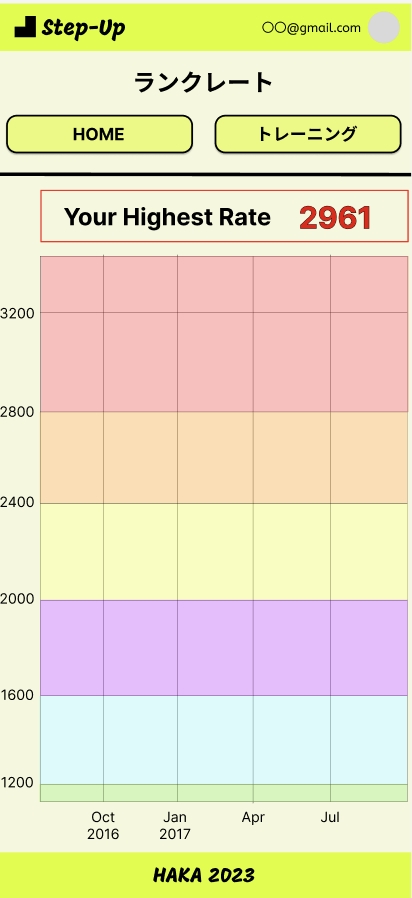 Step-Up
〇〇@gmail.com
ランクレート
HOME
トレーニング
Your Highest Rate 2961
3200
2800
2400
2000
1600
1200
Oct 2016
Jan 2017
Apr
Jul
HAKA 2023